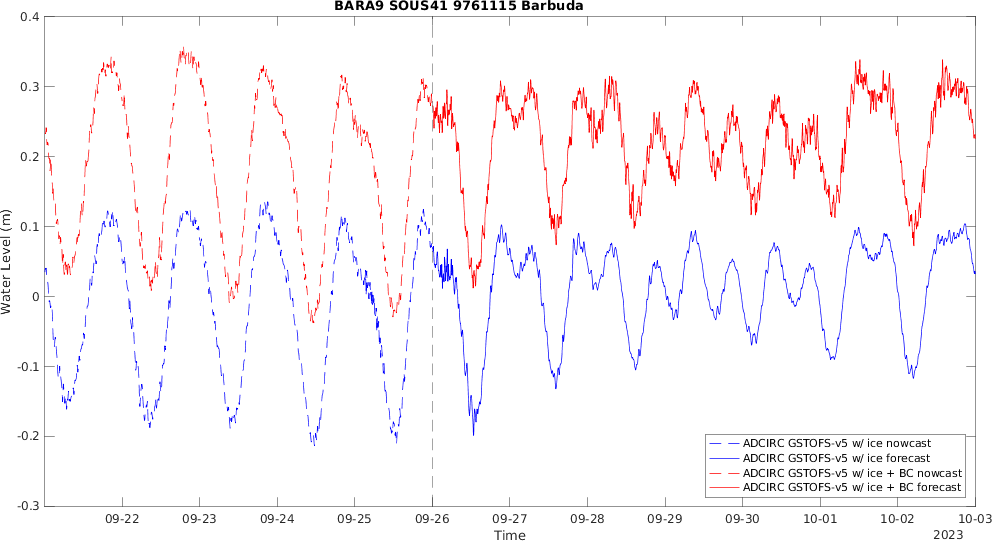 BARA9 SOUS41 9761115 Barbuda
0.4
0.3
0.2
0.1
0
-0.1
-0.2
-0.3
Water Level (m)
ADCIRC GSTOFS-v5 w/ ice nowcast
ADCIRC GSTOFS-v5 w/ ice forecast
ADCIRC GSTOFS-v5 w/ ice + BC nowcast
ADCIRC GSTOFS-v5 w/ ice + BC forecast
09-22 09-23 09-24 09-25 09-26 09-27 09-28 09-29 09-30 10-01 10-02 10-03
Time
2023